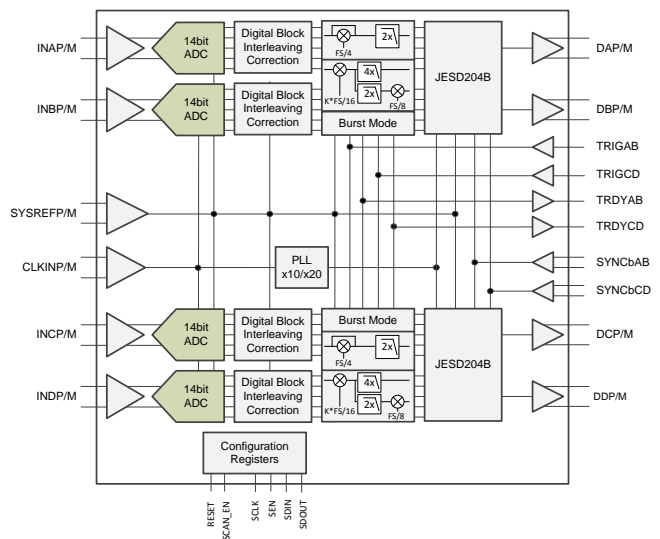 INAP/M
14bit
ADC
Digital Block
Interleaving
Correction
FS/4
2x
JESD204B
DAP/M
K*FS/16
4x
2x
FS/8
INBP/M
14bit
ADC
Digital Block
Interleaving
Correction
Burst Mode
DBP/M
TRIGAB
TRIGCD
TRDYAB
TRDYCD
SYSREFP/M
CLKINP/M
PLL
x10/x20
SYNCbAB
SYNCbCD
INCP/M
14bit
ADC
Digital Block
Interleaving
Correction
Burst Mode
FS/4
2x
JESD204B
DCP/M
INDP/M
14bit
ADC
Digital Block
Interleaving
Correction
K*FS/16
4x
2x
FS/8
DDP/M
Configuration
Registers
RESET
SCAN_EN
SCLK
SEN
SDIN
SDOUT